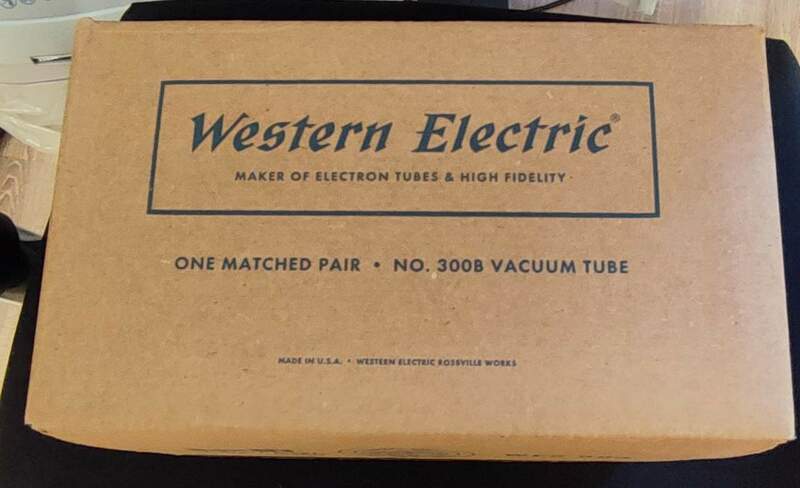 Western Electric®
MAKER OF ELECTRON TUBES & HIGH FIDELITY
ONE MATCHED PAIR • NO. 300B VACUUM TUBE
MADE IN U.S.A. • WESTERN ELECTRIC ROSSVILLE WORKS